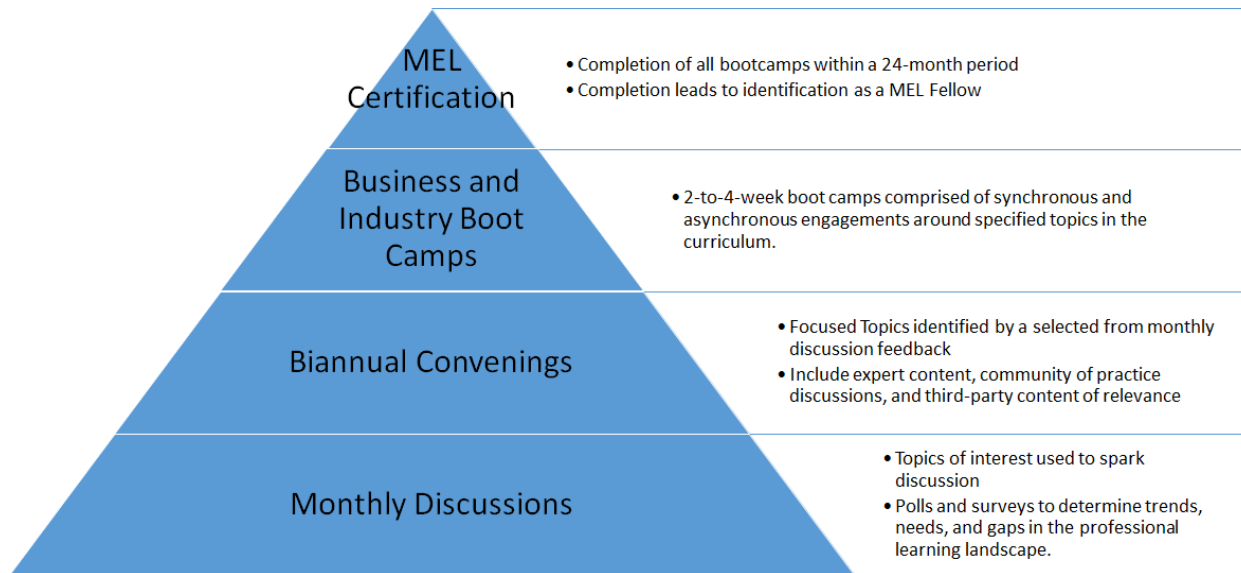 MEL
Certification
• Completion of all bootcamps within a 24-month period
• Completion leads to identification as a MEL Fellow
Business and
Industry Boot
Camps
• 2-to-4-week boot camps comprised of synchronous and
asynchronous engagements around specified topics in the
curriculum.
Biannual Convenings
• Focused Topics identified by a selected from monthly
discussion feedback
• Include expert content, community of practice
discussions, and third-party content of relevance
Monthly Discussions
• Topics of interest used to spark
discussion
• Polls and surveys to determine trends,
needs, and gaps in the professional
learning landscape.